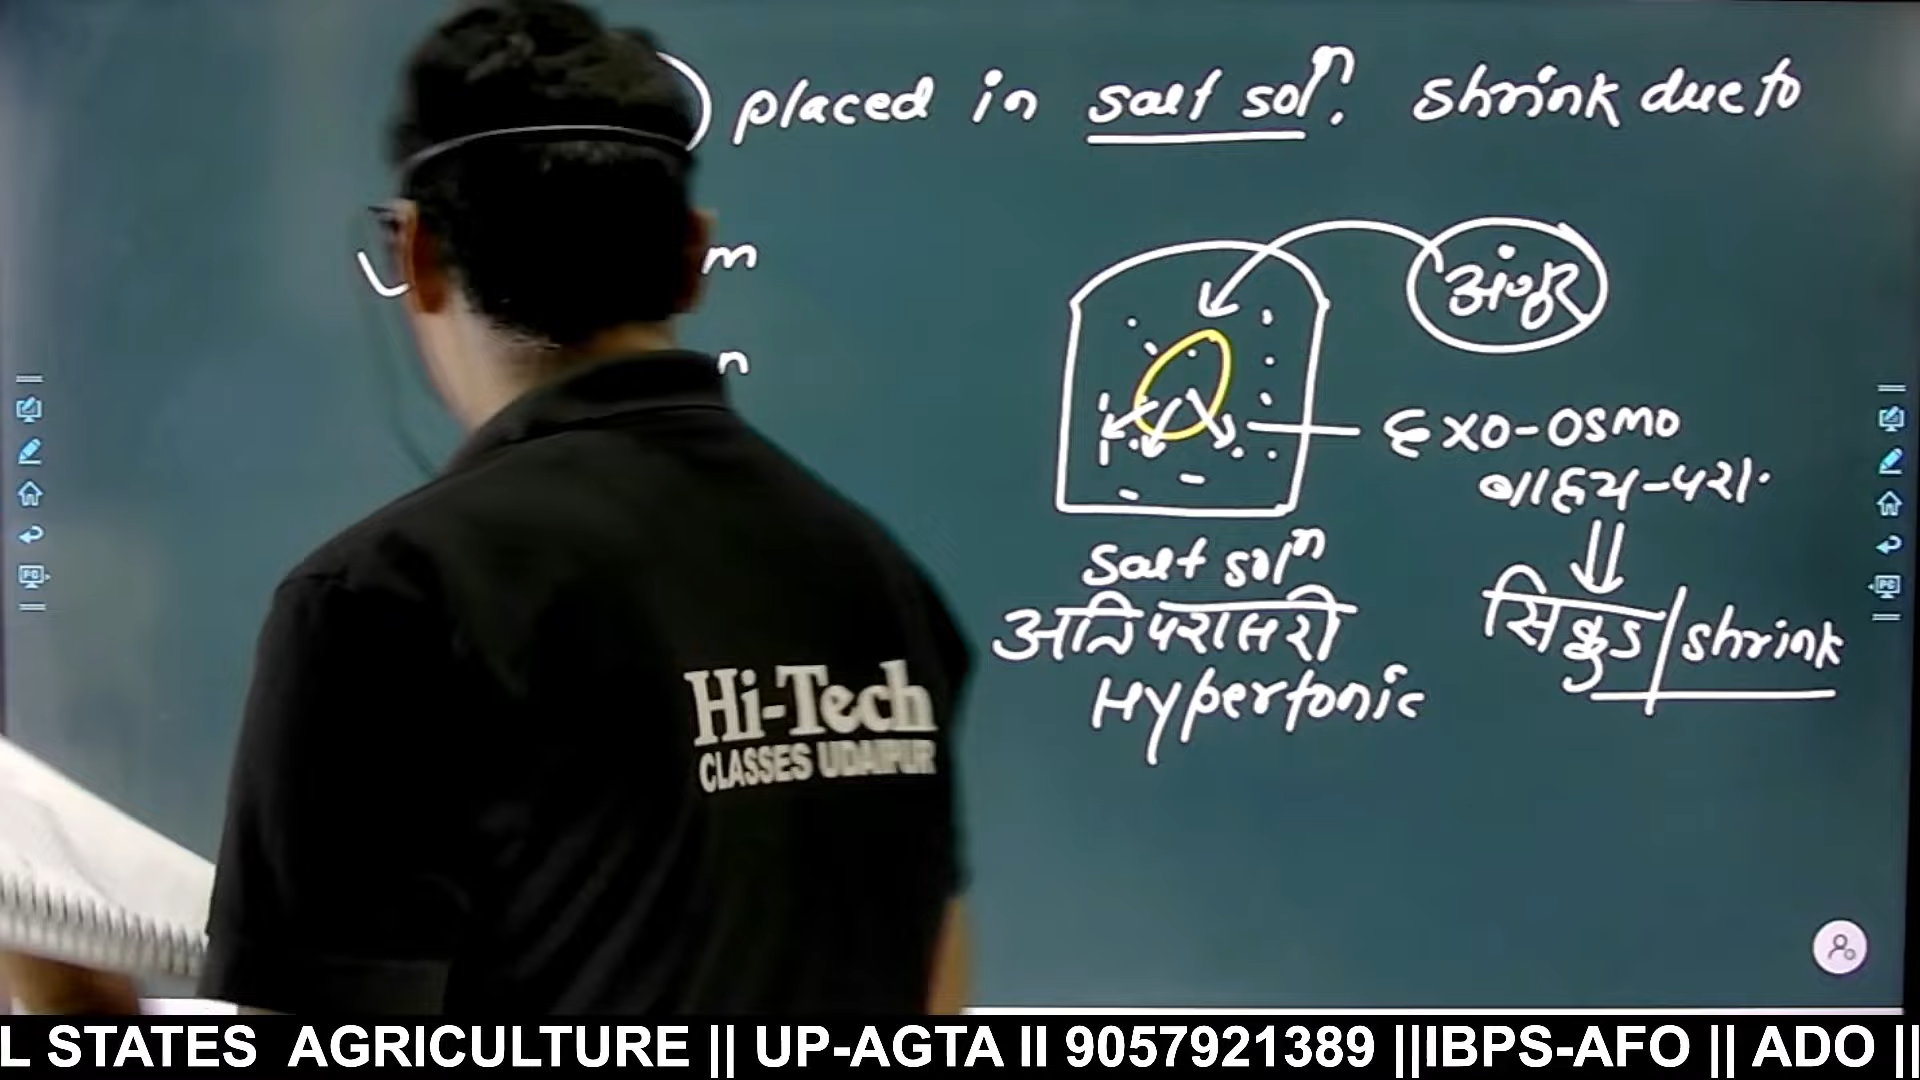 placed in salt solⁿ. shrink due to
m
n
अंगूर
Exo-osmo
बाह्य-परा.
salt solⁿ
अतिपरासरी
Hypertonic
सिकुड/shrink
Hi-Tech
CLASSES UDAIPUR
L STATES AGRICULTURE || UP-AGTA II 9057921389 ||IBPS-AFO || ADO ||